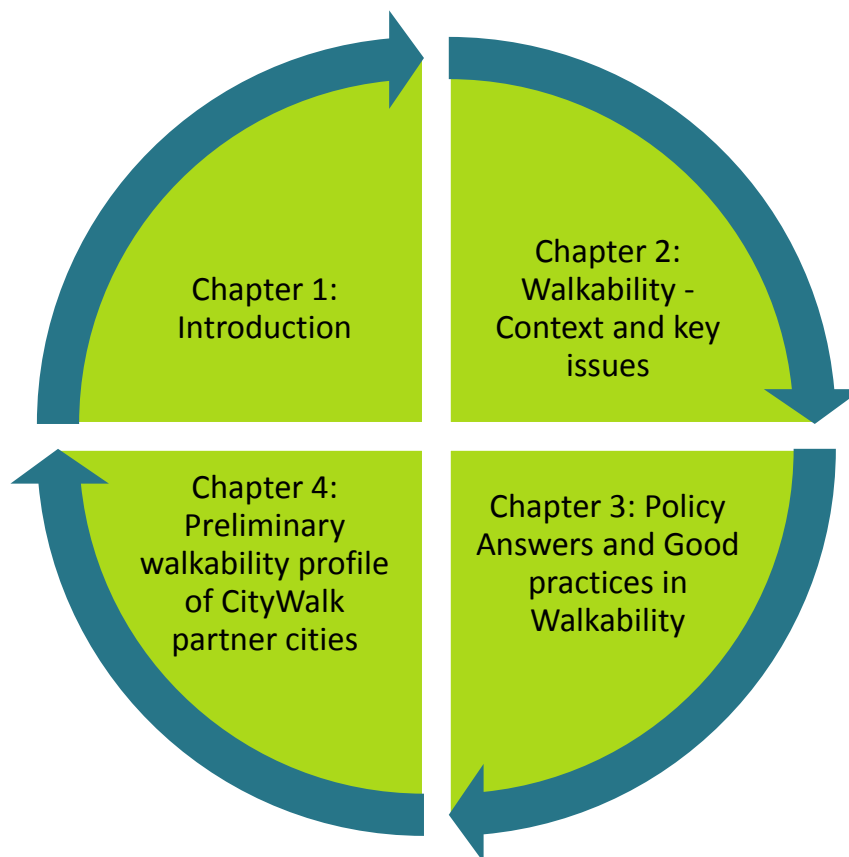 Chapter 1:
Introduction
Chapter 2:
Walkability -
Context and key
issues
Chapter 3: Policy
Answers and Good
practices in
Walkability
Chapter 4:
Preliminary
walkability profile
of CityWalk
partner cities